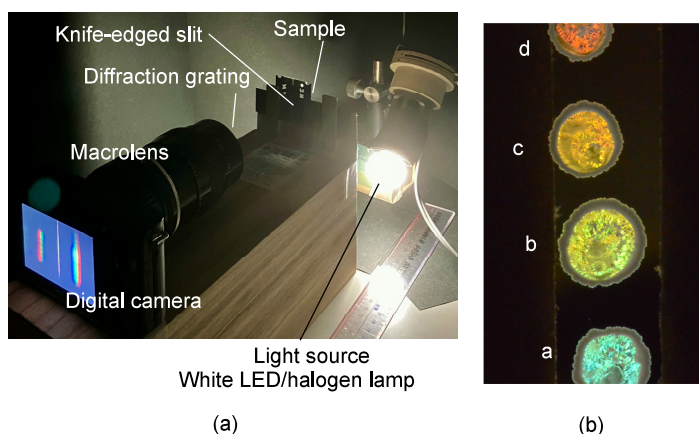 Knife-edged slit
Sample
Diffraction grating
Macrolens
Digital camera
Light source
White LED/halogen lamp
(a)
d
c
b
a
(b)